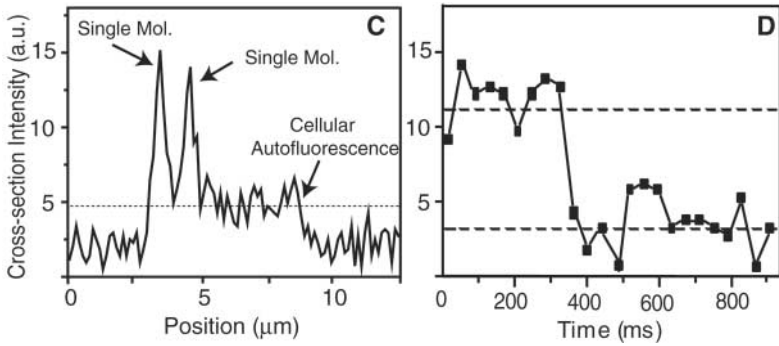 C
D
Single Mol.
Single Mol.
Cellular
Autofluorescence
Cross-section Intensity (a.u.)
15
10
5
0
5
10
Position (μm)
15
10
5
0
0
200
400
600
800
Time (ms)